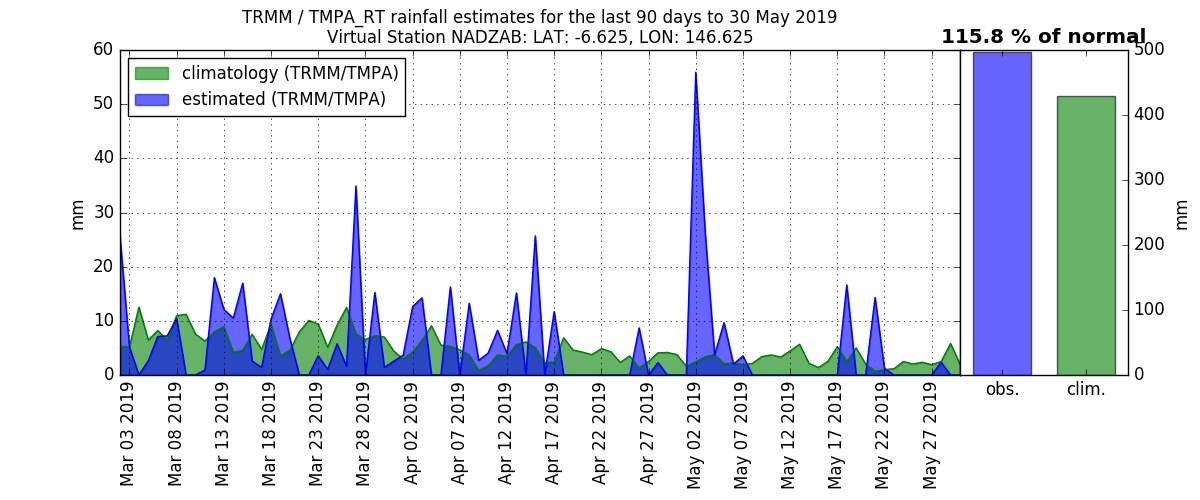 TRMM / TMPA_RT rainfall estimates for the last 90 days to 30 May 2019
Virtual Station NADZAB: LAT: -6.625, LON: 146.625
115.8 % of normal
climatology (TRMM/TMPA)
estimated (TRMM/TMPA)
mm
60
50
40
30
20
10
0
Mar 03 2019
Mar 08 2019
Mar 13 2019
Mar 18 2019
Mar 23 2019
Mar 28 2019
Apr 02 2019
Apr 07 2019
Apr 12 2019
Apr 17 2019
Apr 22 2019
Apr 27 2019
May 02 2019
May 07 2019
May 12 2019
May 17 2019
May 22 2019
May 27 2019
obs.
clim.
500
400
300
200
100
0
mm